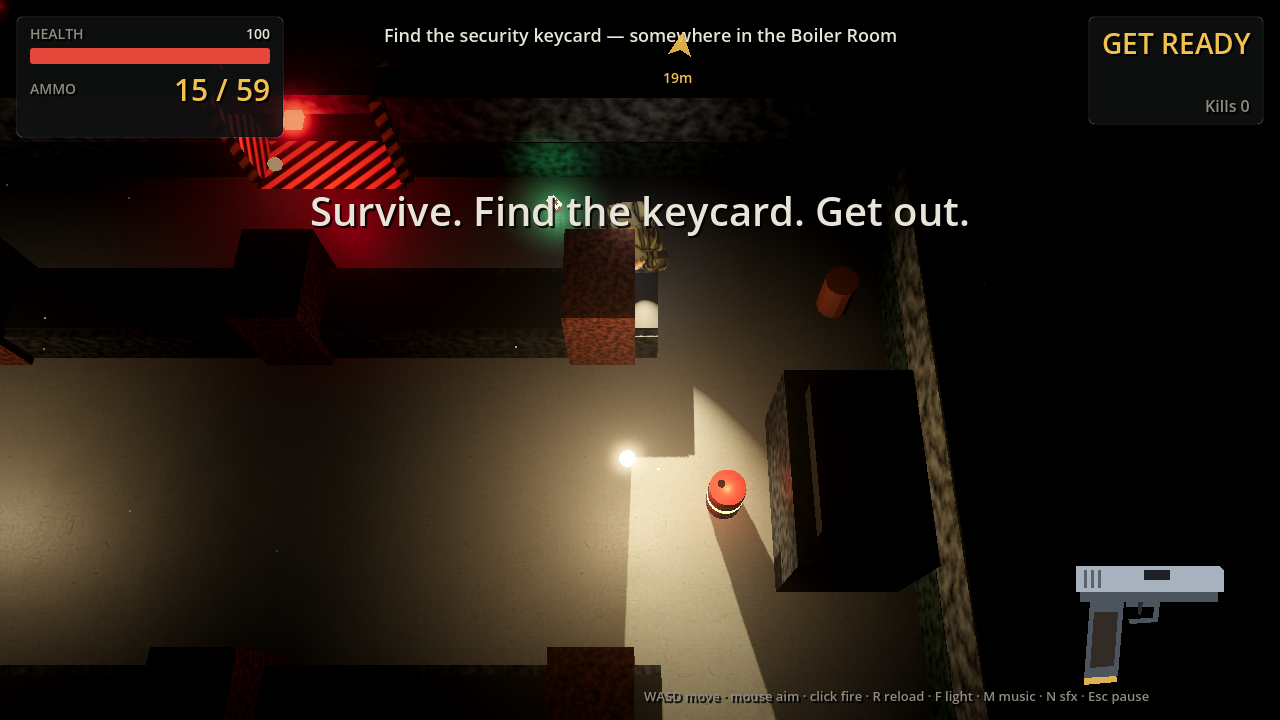 HEALTH 100
Find the security keycard — somewhere in the Boiler Room
GET READY
AMMO 15 / 59
19m
Kills 0
Survive. Find the keycard. Get out.
WASD move · mouse aim · click fire · R reload · F light · M music · N sfx · Esc pause